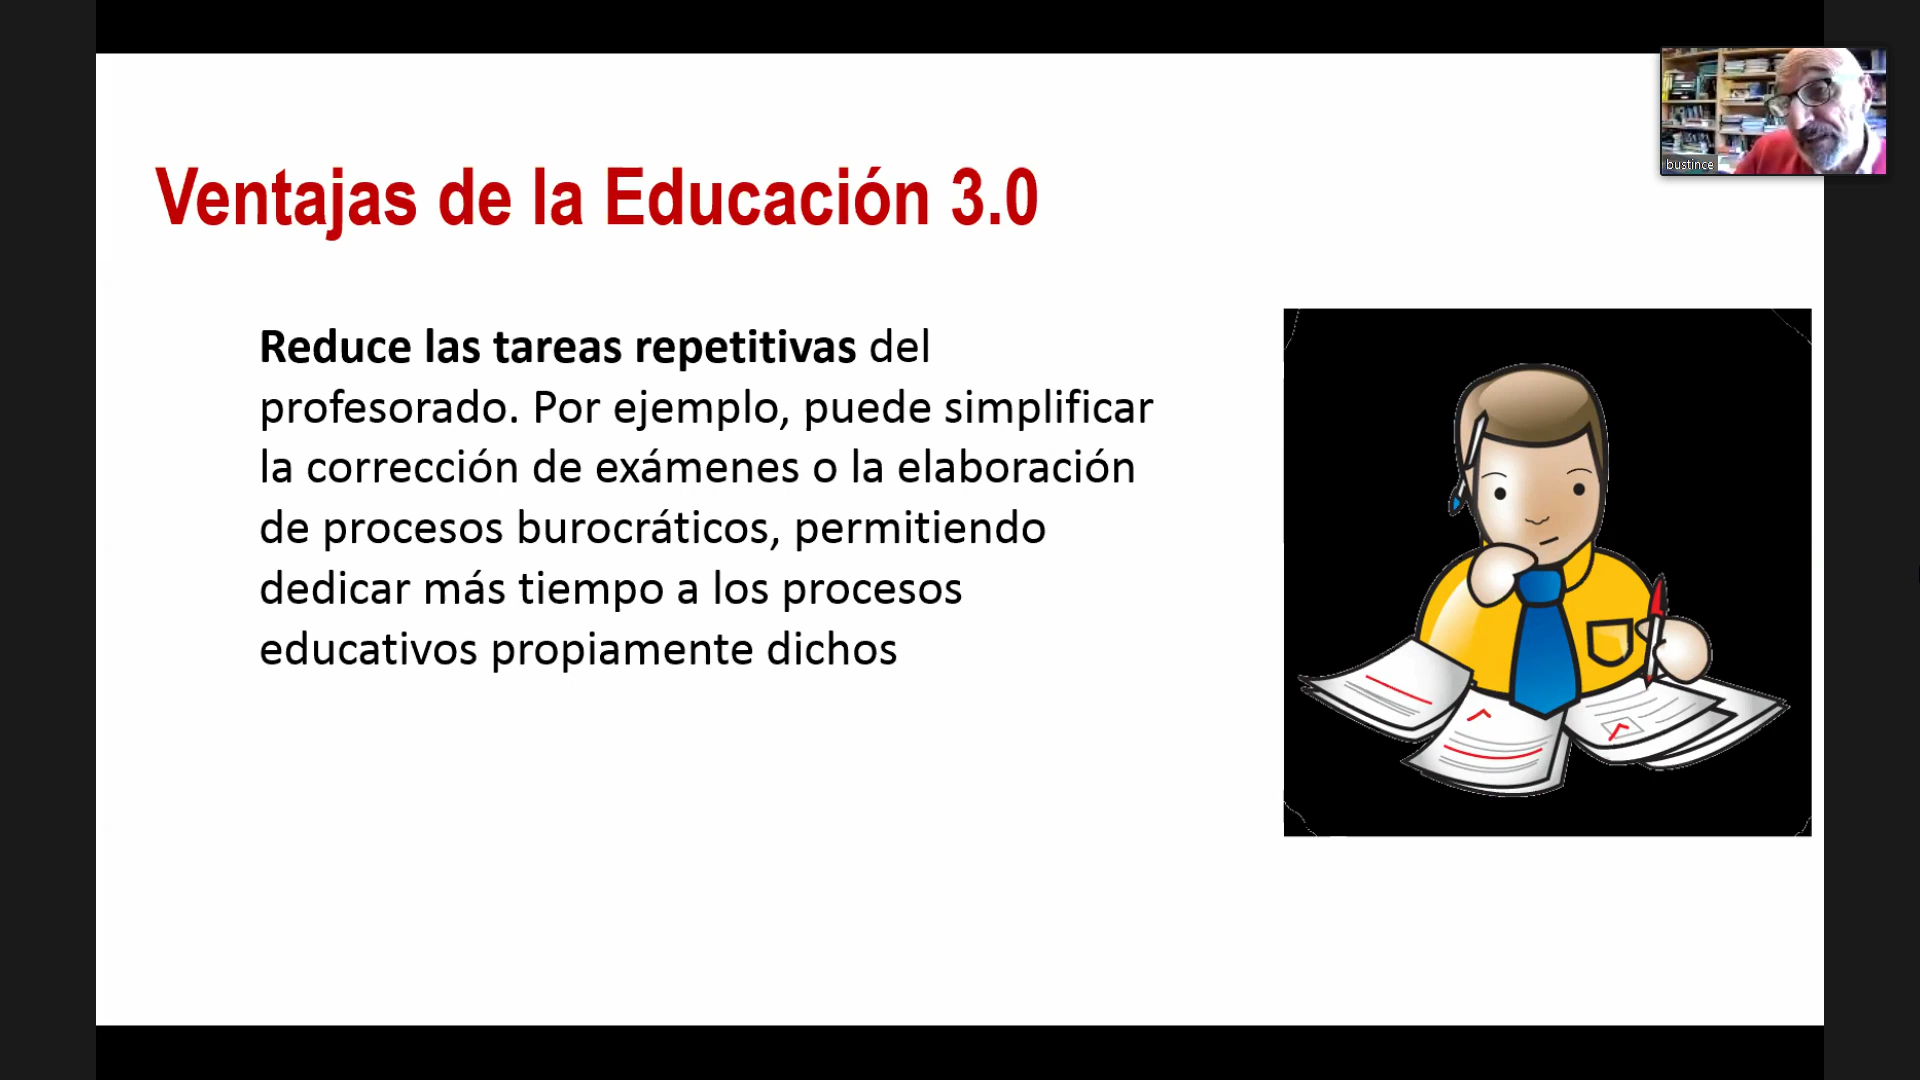 Ventajas de la Educación 3.0
Reduce las tareas repetitivas del
profesorado. Por ejemplo, puede simplificar
la corrección de exámenes o la elaboración
de procesos burocráticos, permitiendo
dedicar más tiempo a los procesos
educativos propiamente dichos
bustince